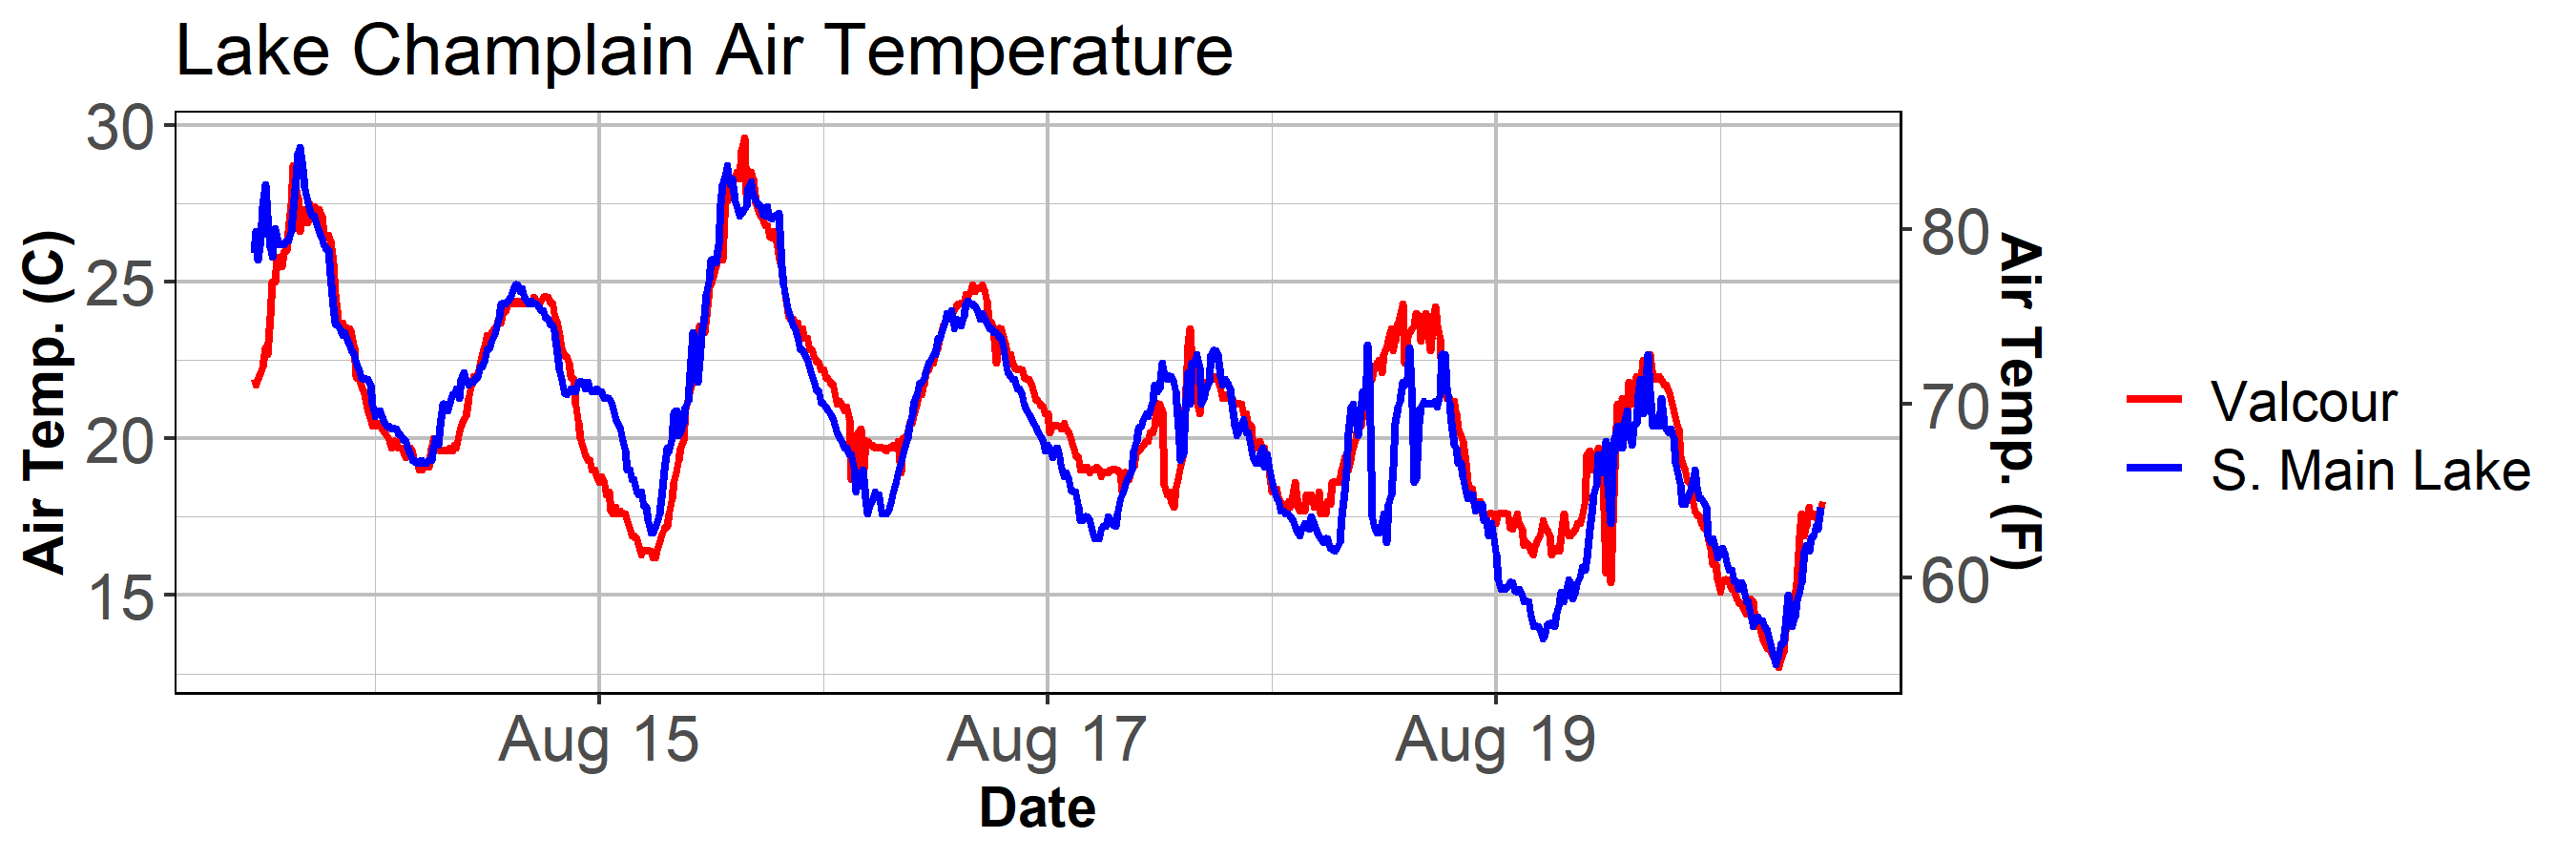 Lake Champlain Air Temperature
30
25
20
15
Air Temp. (C)
80
70
60
Air Temp. (F)
Aug 15
Aug 17
Aug 19
Date
Valcour
S. Main Lake